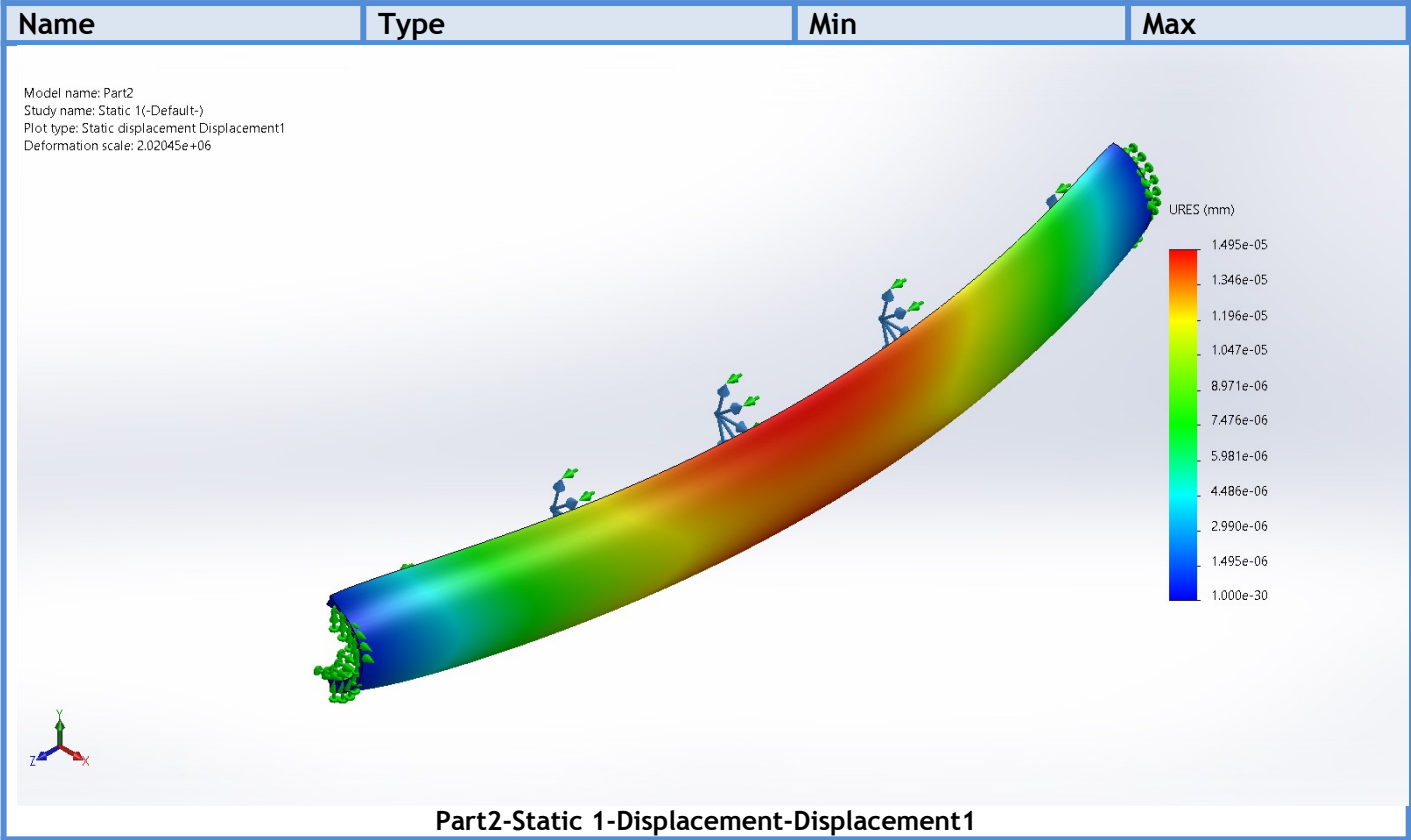 Name Type Min Max
Model name: Part2
Study name: Static 1(-Default-)
Plot type: Static displacement Displacement1
Deformation scale: 2.02045e+06
URES (mm)
1.495e-05
1.346e-05
1.196e-05
1.047e-05
8.971e-06
7.476e-06
5.981e-06
4.486e-06
2.990e-06
1.495e-06
1.000e-30
Y
Z X
Part2-Static 1-Displacement-Displacement1